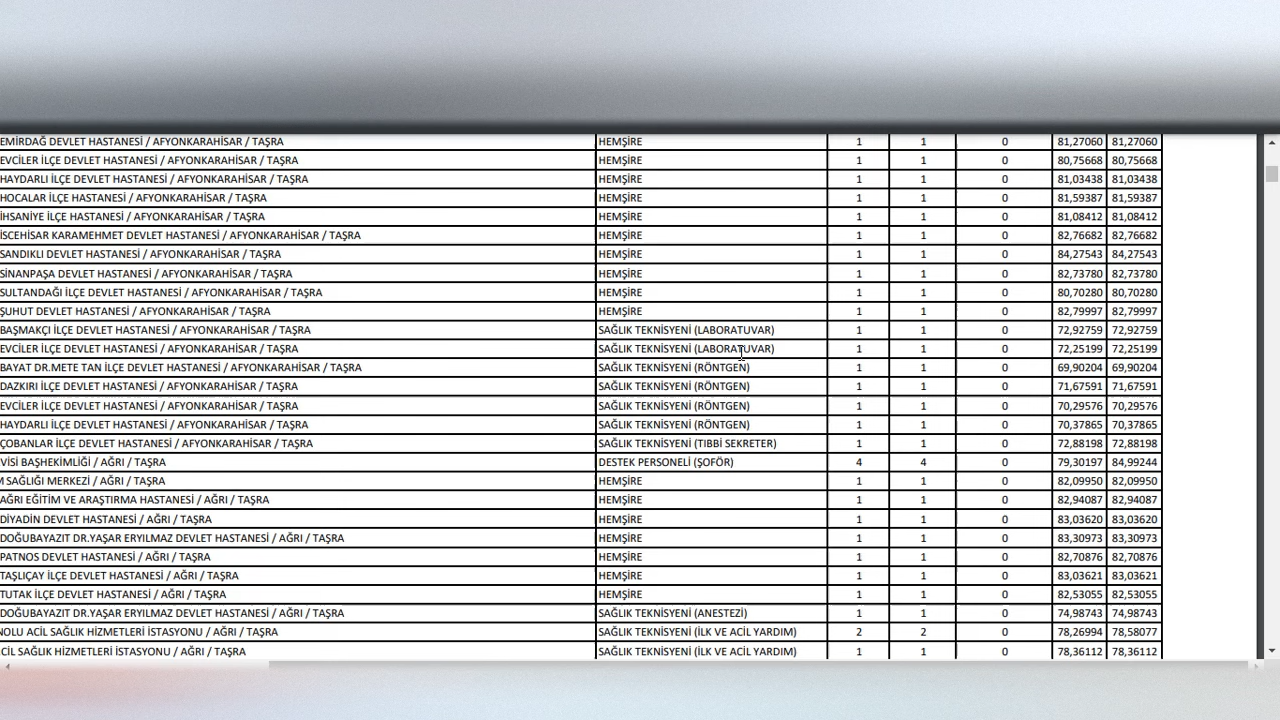 EMİRDAĞ DEVLET HASTANESİ / AFYONKARAHİSAR / TAŞRA HEMŞİRE 1 1 0 81,27060 81,27060
EVCİLER İLÇE DEVLET HASTANESİ / AFYONKARAHİSAR / TAŞRA HEMŞİRE 1 1 0 80,75668 80,75668
HAYDARLI İLÇE DEVLET HASTANESİ / AFYONKARAHİSAR / TAŞRA HEMŞİRE 1 1 0 81,03438 81,03438
HOCALAR İLÇE DEVLET HASTANESİ / AFYONKARAHİSAR / TAŞRA HEMŞİRE 1 1 0 81,59387 81,59387
İHSANİYE İLÇE HASTANESİ / AFYONKARAHİSAR / TAŞRA HEMŞİRE 1 1 0 81,08412 81,08412
İSCEHİSAR KARAMEHMET DEVLET HASTANESİ / AFYONKARAHİSAR / TAŞRA HEMŞİRE 1 1 0 82,76682 82,76682
SANDIKLI DEVLET HASTANESİ / AFYONKARAHİSAR / TAŞRA HEMŞİRE 1 1 0 84,27543 84,27543
SİNANPAŞA DEVLET HASTANESİ / AFYONKARAHİSAR / TAŞRA HEMŞİRE 1 1 0 82,73780 82,73780
SULTANDAĞI İLÇE DEVLET HASTANESİ / AFYONKARAHİSAR / TAŞRA HEMŞİRE 1 1 0 80,70280 80,70280
ŞUHUT DEVLET HASTANESİ / AFYONKARAHİSAR / TAŞRA HEMŞİRE 1 1 0 82,79997 82,79997
BAŞMAKÇI İLÇE DEVLET HASTANESİ / AFYONKARAHİSAR / TAŞRA SAĞLIK TEKNİSYENİ (LABORATUVAR) 1 1 0 72,92759 72,92759
EVCİLER İLÇE DEVLET HASTANESİ / AFYONKARAHİSAR / TAŞRA SAĞLIK TEKNİSYENİ (LABORATUVAR) 1 1 0 72,25199 72,25199
BAYAT DR.METE TAN İLÇE DEVLET HASTANESİ / AFYONKARAHİSAR / TAŞRA SAĞLIK TEKNİSYENİ (RÖNTGEN) 1 1 0 69,90204 69,90204
DAZKIRI İLÇE DEVLET HASTANESİ / AFYONKARAHİSAR / TAŞRA SAĞLIK TEKNİSYENİ (RÖNTGEN) 1 1 0 71,67591 71,67591
EVCİLER İLÇE DEVLET HASTANESİ / AFYONKARAHİSAR / TAŞRA SAĞLIK TEKNİSYENİ (RÖNTGEN) 1 1 0 70,29576 70,29576
HAYDARLI İLÇE DEVLET HASTANESİ / AFYONKARAHİSAR / TAŞRA SAĞLIK TEKNİSYENİ (RÖNTGEN) 1 1 0 70,37865 70,37865
ÇOBANLAR İLÇE DEVLET HASTANESİ / AFYONKARAHİSAR / TAŞRA SAĞLIK TEKNİSYENİ (TIBBİ SEKRETER) 1 1 0 72,88198 72,88198
VİSİ BAŞHEKİMLİĞİ / AĞRI / TAŞRA DESTEK PERSONELİ (ŞOFÖR) 4 4 0 79,30197 84,99244
SAĞLIĞI MERKEZİ / AĞRI / TAŞRA HEMŞİRE 1 1 0 82,09950 82,09950
AĞRI EĞİTİM VE ARAŞTIRMA HASTANESİ / AĞRI / TAŞRA HEMŞİRE 1 1 0 82,94087 82,94087
DİYADİN DEVLET HASTANESİ / AĞRI / TAŞRA HEMŞİRE 1 1 0 83,03620 83,03620
DOĞUBAYAZIT DR.YAŞAR ERYILMAZ DEVLET HASTANESİ / AĞRI / TAŞRA HEMŞİRE 1 1 0 83,30973 83,30973
PATNOS DEVLET HASTANESİ / AĞRI / TAŞRA HEMŞİRE 1 1 0 82,70876 82,70876
TAŞLIÇAY İLÇE DEVLET HASTANESİ / AĞRI / TAŞRA HEMŞİRE 1 1 0 83,03621 83,03621
TUTAK İLÇE DEVLET HASTANESİ / AĞRI / TAŞRA HEMŞİRE 1 1 0 82,53055 82,53055
DOĞUBAYAZIT DR.YAŞAR ERYILMAZ DEVLET HASTANESİ / AĞRI / TAŞRA SAĞLIK TEKNİSYENİ (ANESTEZİ) 1 1 0 74,98743 74,98743
NOLU ACİL SAĞLIK HİZMETLERİ İSTASYONU / AĞRI / TAŞRA SAĞLIK TEKNİSYENİ (İLK VE ACİL YARDIM) 2 2 0 78,26994 78,58077
CİL SAĞLIK HİZMETLERİ İSTASYONU / AĞRI / TAŞRA SAĞLIK TEKNİSYENİ (İLK VE ACİL YARDIM) 1 1 0 78,36112 78,36112